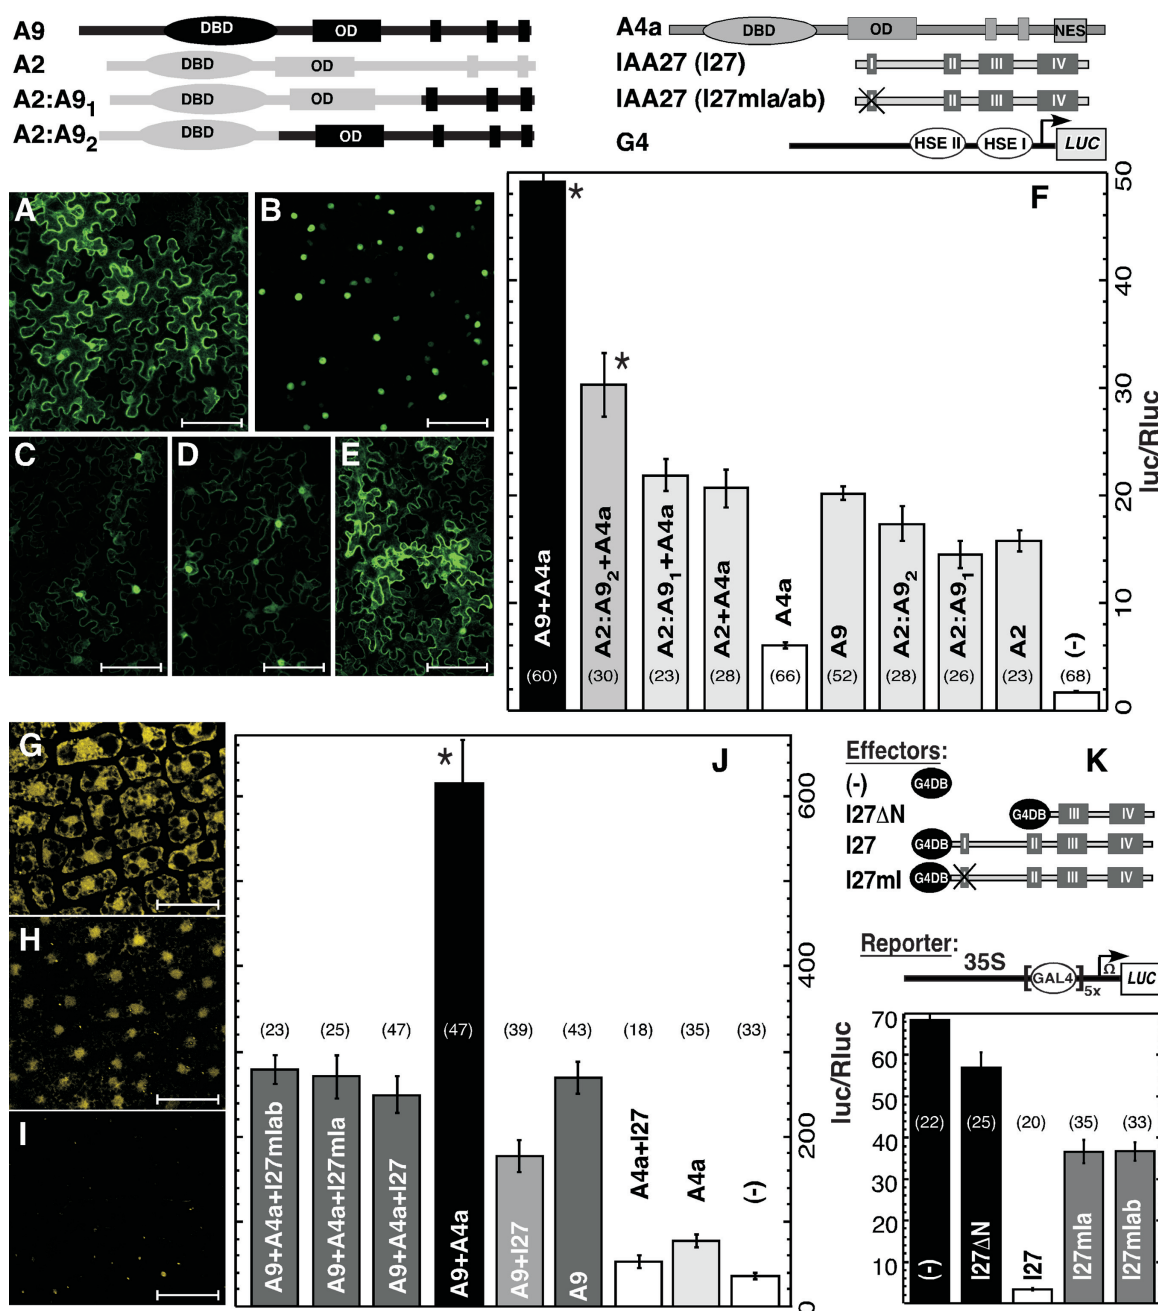 A9 DBD OD
A2 DBD OD
A2:A9₁ DBD OD
A2:A9₂ DBD OD
A4a DBD OD NES
IAA27 (I27) I II III IV
IAA27 (I27mIa/ab) II III IV
G4 HSE II HSE I LUC
A
B
C
D
E
F
50
40
30
20
10
0
luc/Rluc
*
*
A9+A4a
A2:A9₂+A4a
A2:A9₁+A4a
A2+A4a
A4a
A9
A2:A9₂
A2:A9₁
A2
(-)
(60) (30) (23) (28) (66) (52) (28) (26) (23) (68)
G
H
I
J
*
600
400
200
0
(23) (25) (47) (47) (39) (43) (18) (35) (33)
A9+A4a+I27mIab
A9+A4a+I27mIa
A9+A4a+I27
A9+A4a
A9+I27
A9
A4a+I27
A4a
(-)
K
Effectors:
(-) G4DB
I27ΔN G4DB III IV
I27 G4DB I II III IV
I27mI G4DB II III IV
Reporter:
35S [GAL4]5x Ω LUC
luc/Rluc
70
60
50
40
30
20
10
(22) (25) (20) (35) (33)
(-)
I27ΔN
I27
I27mIa
I27mIab